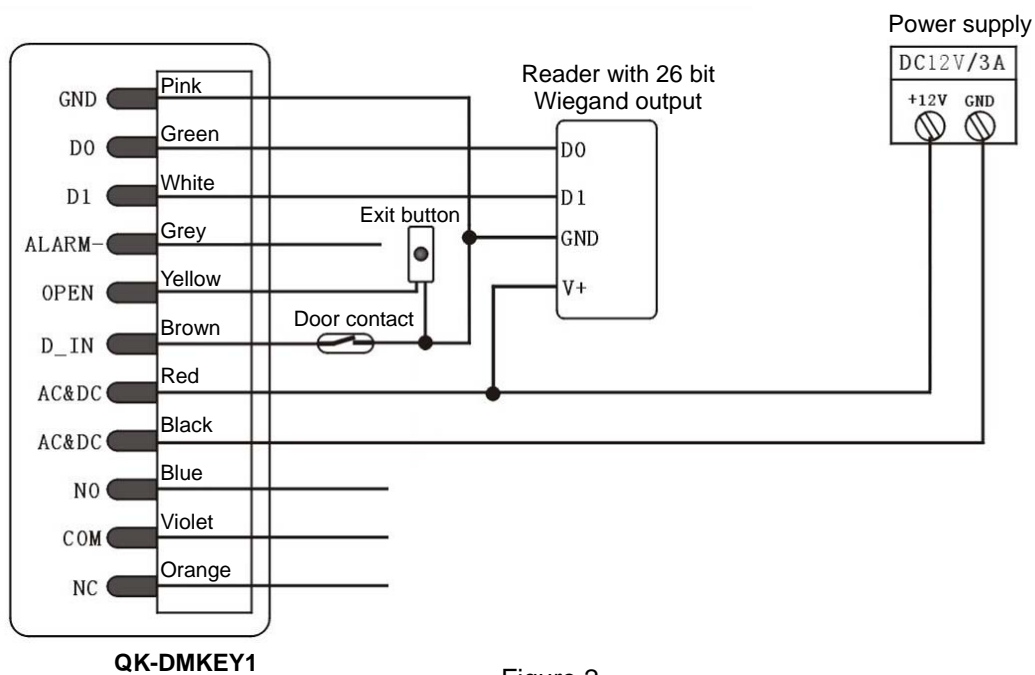 Power supply
DC12V/3A
+12V GND
Reader with 26 bit
Wiegand output
GND Pink
D0 Green
D0
D1 White
D1
Exit button
ALARM- Grey
GND
OPEN Yellow
V+
Door contact
D_IN Brown
AC&DC Red
AC&DC Black
NO Blue
COM Violet
NC Orange
QK-DMKEY1